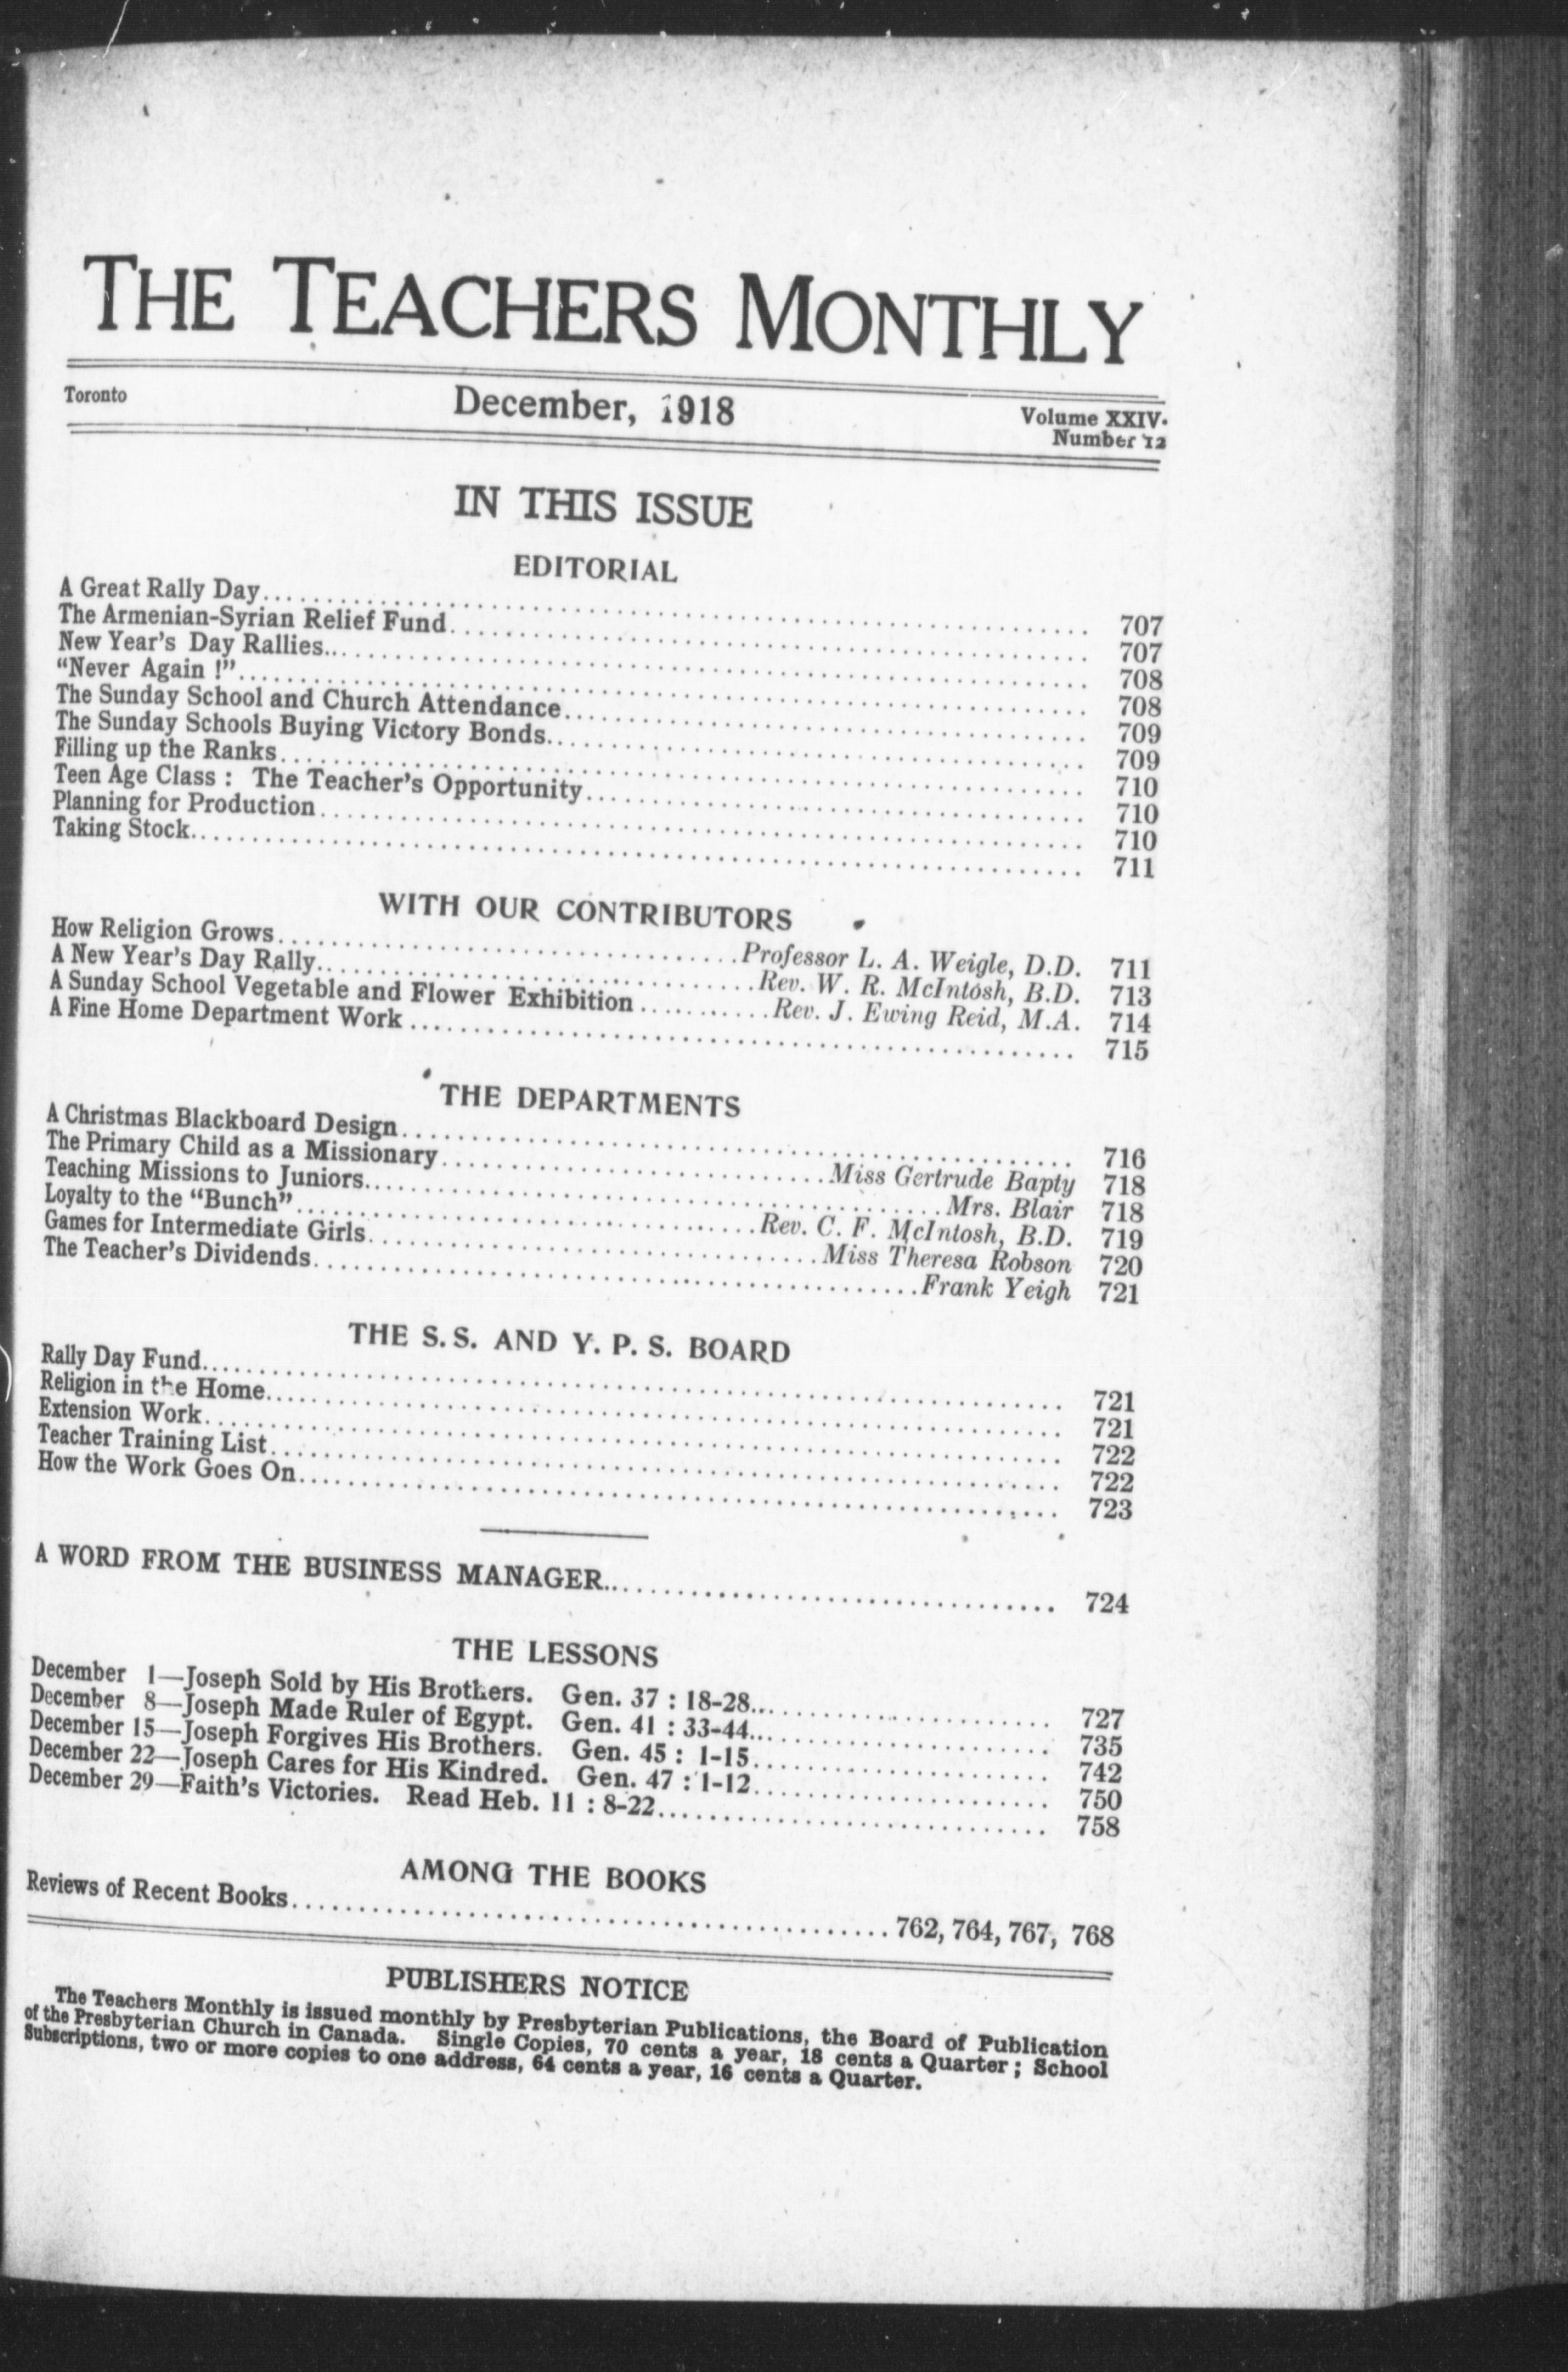 THE TEACHERS MONTHLY
Toronto December, 1918 Volume XXIV.
Number 12
IN THIS ISSUE
EDITORIAL
A Great Rally Day.......... 707
The Armenian-Syrian Relief Fund.......... 707
New Year's Day Rallies.......... 708
"Never Again !".......... 708
The Sunday School and Church Attendance.......... 709
The Sunday Schools Buying Victory Bonds.......... 709
Filling up the Ranks.......... 710
Teen Age Class : The Teacher's Opportunity.......... 710
Planning for Production.......... 710
Taking Stock.......... 711
WITH OUR CONTRIBUTORS
How Religion Grows..........Professor L. A. Weigle, D.D. 711
A New Year's Day Rally..........Rev. W. R. McIntosh, B.D. 713
A Sunday School Vegetable and Flower Exhibition..........Rev. J. Ewing Reid, M.A. 714
A Fine Home Department Work.......... 715
THE DEPARTMENTS
A Christmas Blackboard Design.......... 716
The Primary Child as a Missionary..........Miss Gertrude Bapty 718
Teaching Missions to Juniors..........Mrs. Blair 718
Loyalty to the "Bunch"..........Rev. C. F. McIntosh, B.D. 719
Games for Intermediate Girls..........Miss Theresa Robson 720
The Teacher's Dividends..........Frank Yeigh 721
THE S. S. AND Y. P. S. BOARD
Rally Day Fund.......... 721
Religion in the Home.......... 721
Extension Work.......... 722
Teacher Training List.......... 722
How the Work Goes On.......... 723
A WORD FROM THE BUSINESS MANAGER.......... 724
THE LESSONS
December 1—Joseph Sold by His Brothers. Gen. 37 : 18-28.......... 727
December 8—Joseph Made Ruler of Egypt. Gen. 41 : 33-44.......... 735
December 15—Joseph Forgives His Brothers. Gen. 45 : 1-15.......... 742
December 22—Joseph Cares for His Kindred. Gen. 47 : 1-12.......... 750
December 29—Faith's Victories. Read Heb. 11 : 8-22.......... 758
AMONG THE BOOKS
Reviews of Recent Books..........762, 764, 767, 768
PUBLISHERS NOTICE
The Teachers Monthly is issued monthly by Presbyterian Publications, the Board of Publication
of the Presbyterian Church in Canada. Single Copies, 70 cents a year, 18 cents a Quarter ; School
Subscriptions, two or more copies to one address, 64 cents a year, 16 cents a Quarter.